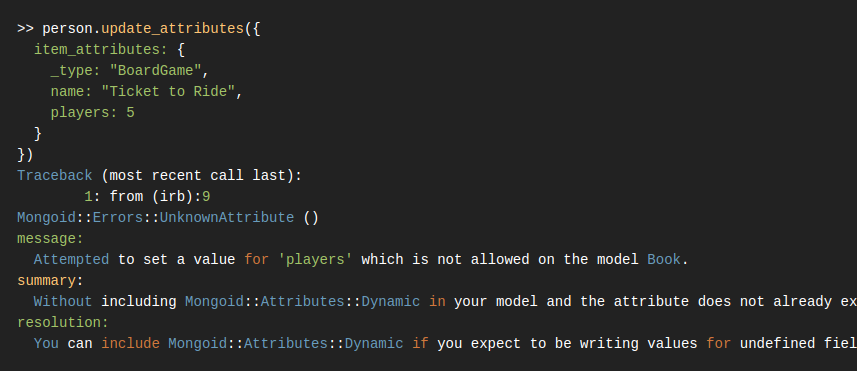 >> person.update_attributes({
  item_attributes: {
    _type: "BoardGame",
    name: "Ticket to Ride",
    players: 5
  }
})
Traceback (most recent call last):
        1: from (irb):9
Mongoid::Errors::UnknownAttribute ()
message:
  Attempted to set a value for 'players' which is not allowed on the model Book.
summary:
  Without including Mongoid::Attributes::Dynamic in your model and the attribute does not already ex
resolution:
  You can include Mongoid::Attributes::Dynamic if you expect to be writing values for undefined fiel